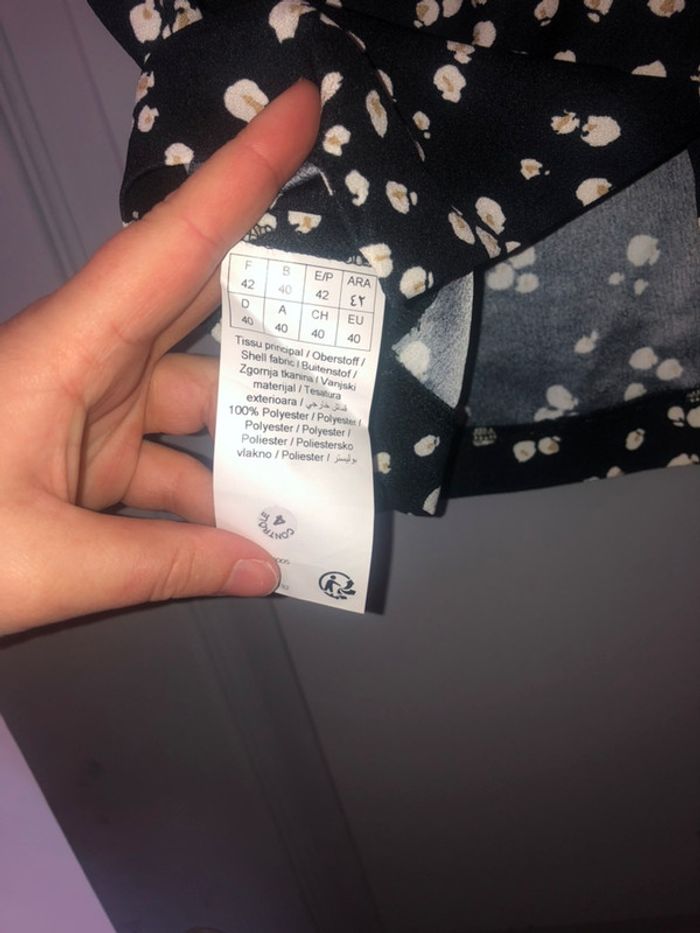 F B E/P ARA
42 40 42 ٤٢
D A CH EU
40 40 40 40
Tissu principal / Oberstoff /
Shell fabric / Buitenstof /
Zgornja tkanina / Vanjski
materijal / Tesatura
exterioara / قماش خارجي
100% Polyester / Polyester /
Polyester / Polyester /
Poliester / Poliestersko
vlakno / Poliester / بوليستر
4